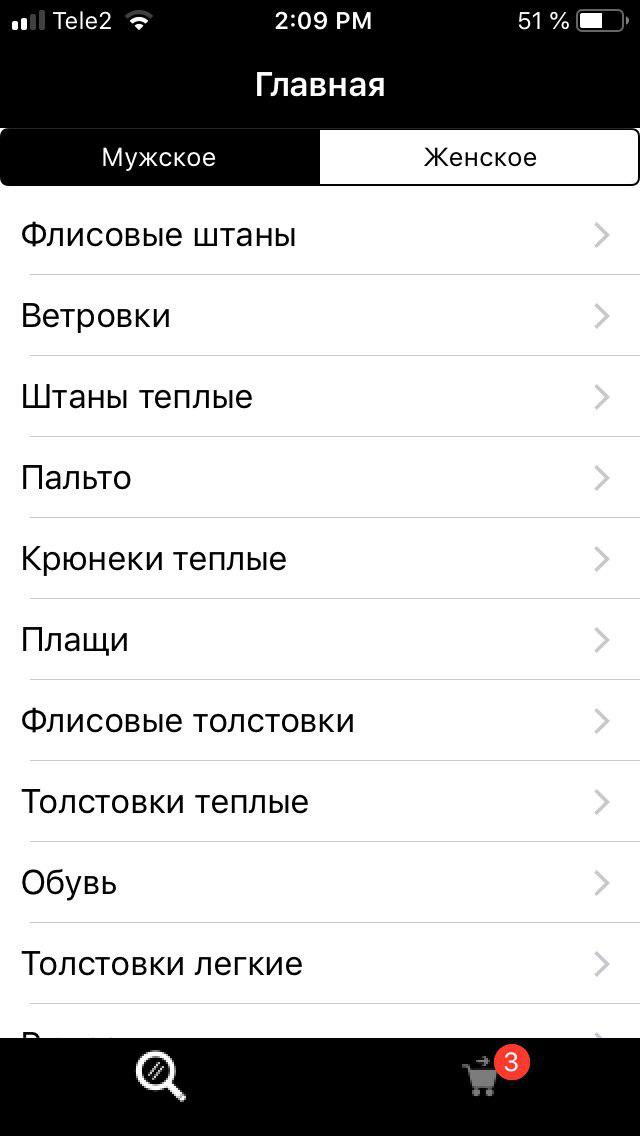 Tele2 2:09 PM 51 %
Главная
Мужское Женское
Флисовые штаны
Ветровки
Штаны теплые
Пальто
Крюнеки теплые
Плащи
Флисовые толстовки
Толстовки теплые
Обувь
Толстовки легкие
3